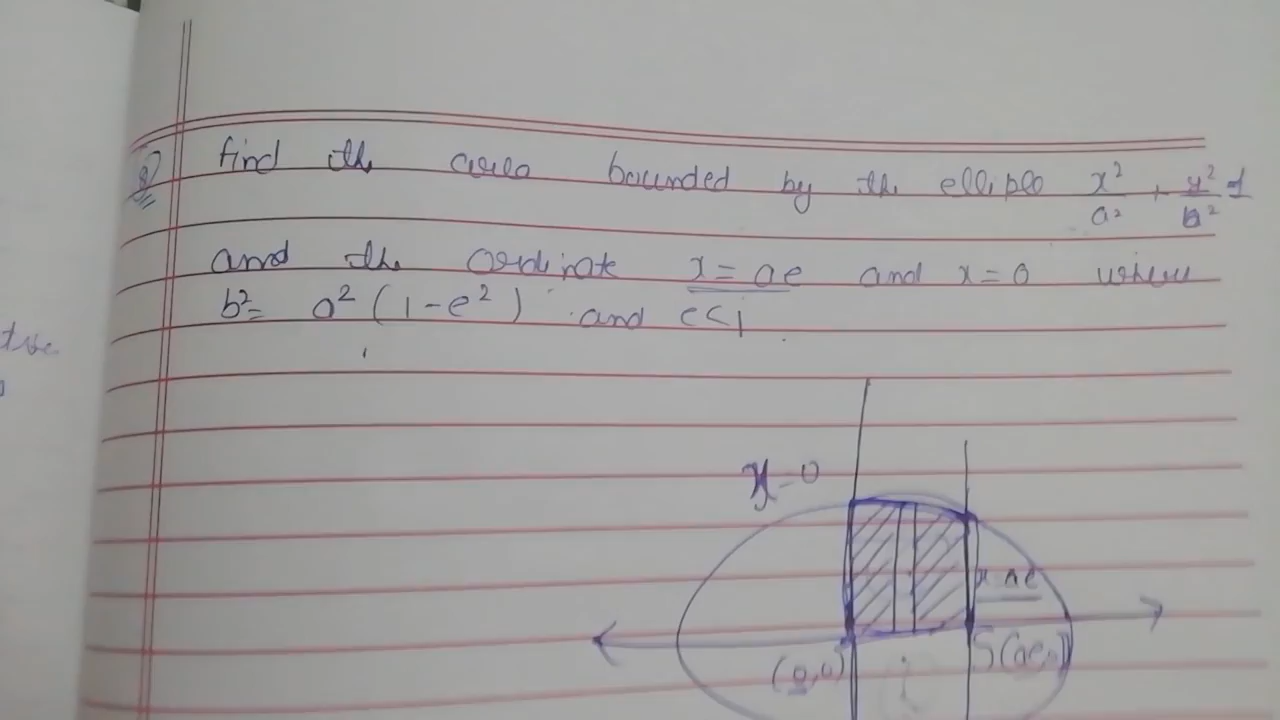 Q)
find the area bounded by the ellipse x²/a² + y²/b² = 1
and the ordinate x = ae and x = 0 where
b² = a² (1 - e²) and e < 1.
x = 0
x = ae
(0,0)
S(ae,0)